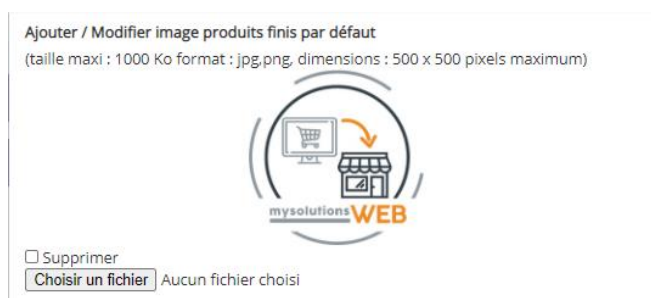 Ajouter / Modifier image produits finis par défaut
(taille maxi : 1000 Ko format : jpg,png, dimensions : 500 x 500 pixels maximum)
mysolutionsWEB
Supprimer
Choisir un fichier Aucun fichier choisi